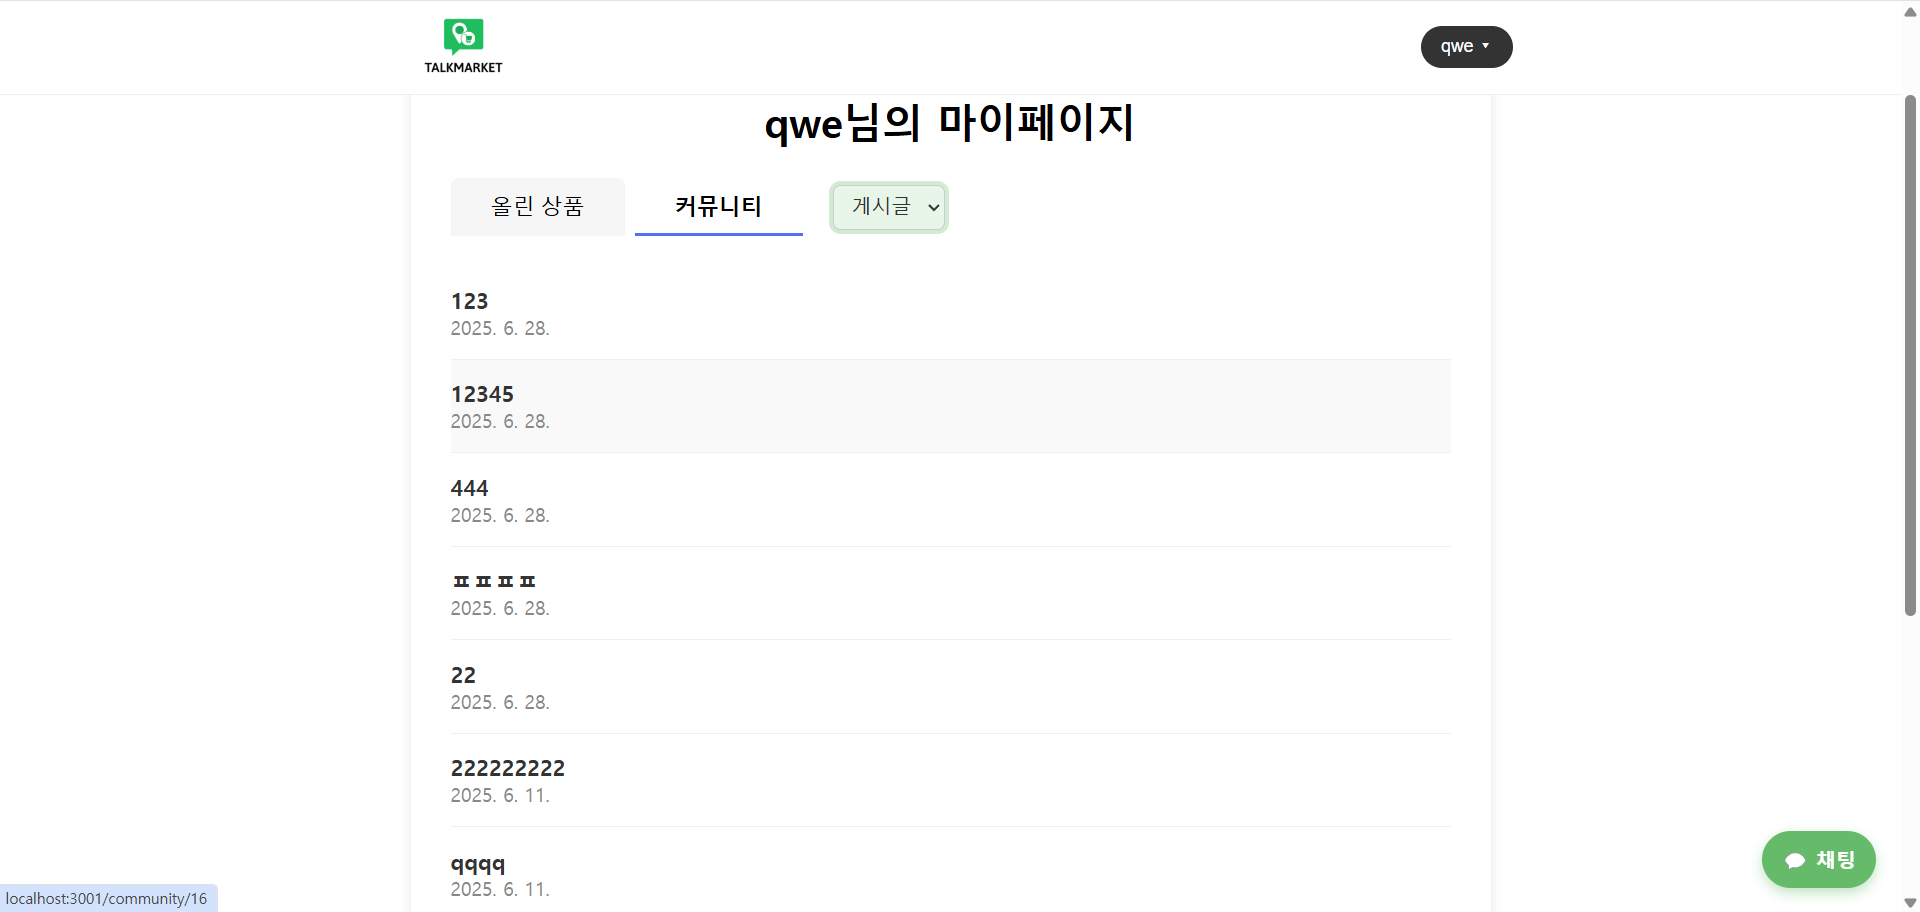 TALKMARKET
qwe
qwe님의 마이페이지
올린 상품
커뮤니티
게시글
123
2025. 6. 28.
12345
2025. 6. 28.
444
2025. 6. 28.
ㅍㅍㅍㅍ
2025. 6. 28.
22
2025. 6. 28.
222222222
2025. 6. 11.
qqqq
2025. 6. 11.
채팅
localhost:3001/community/16